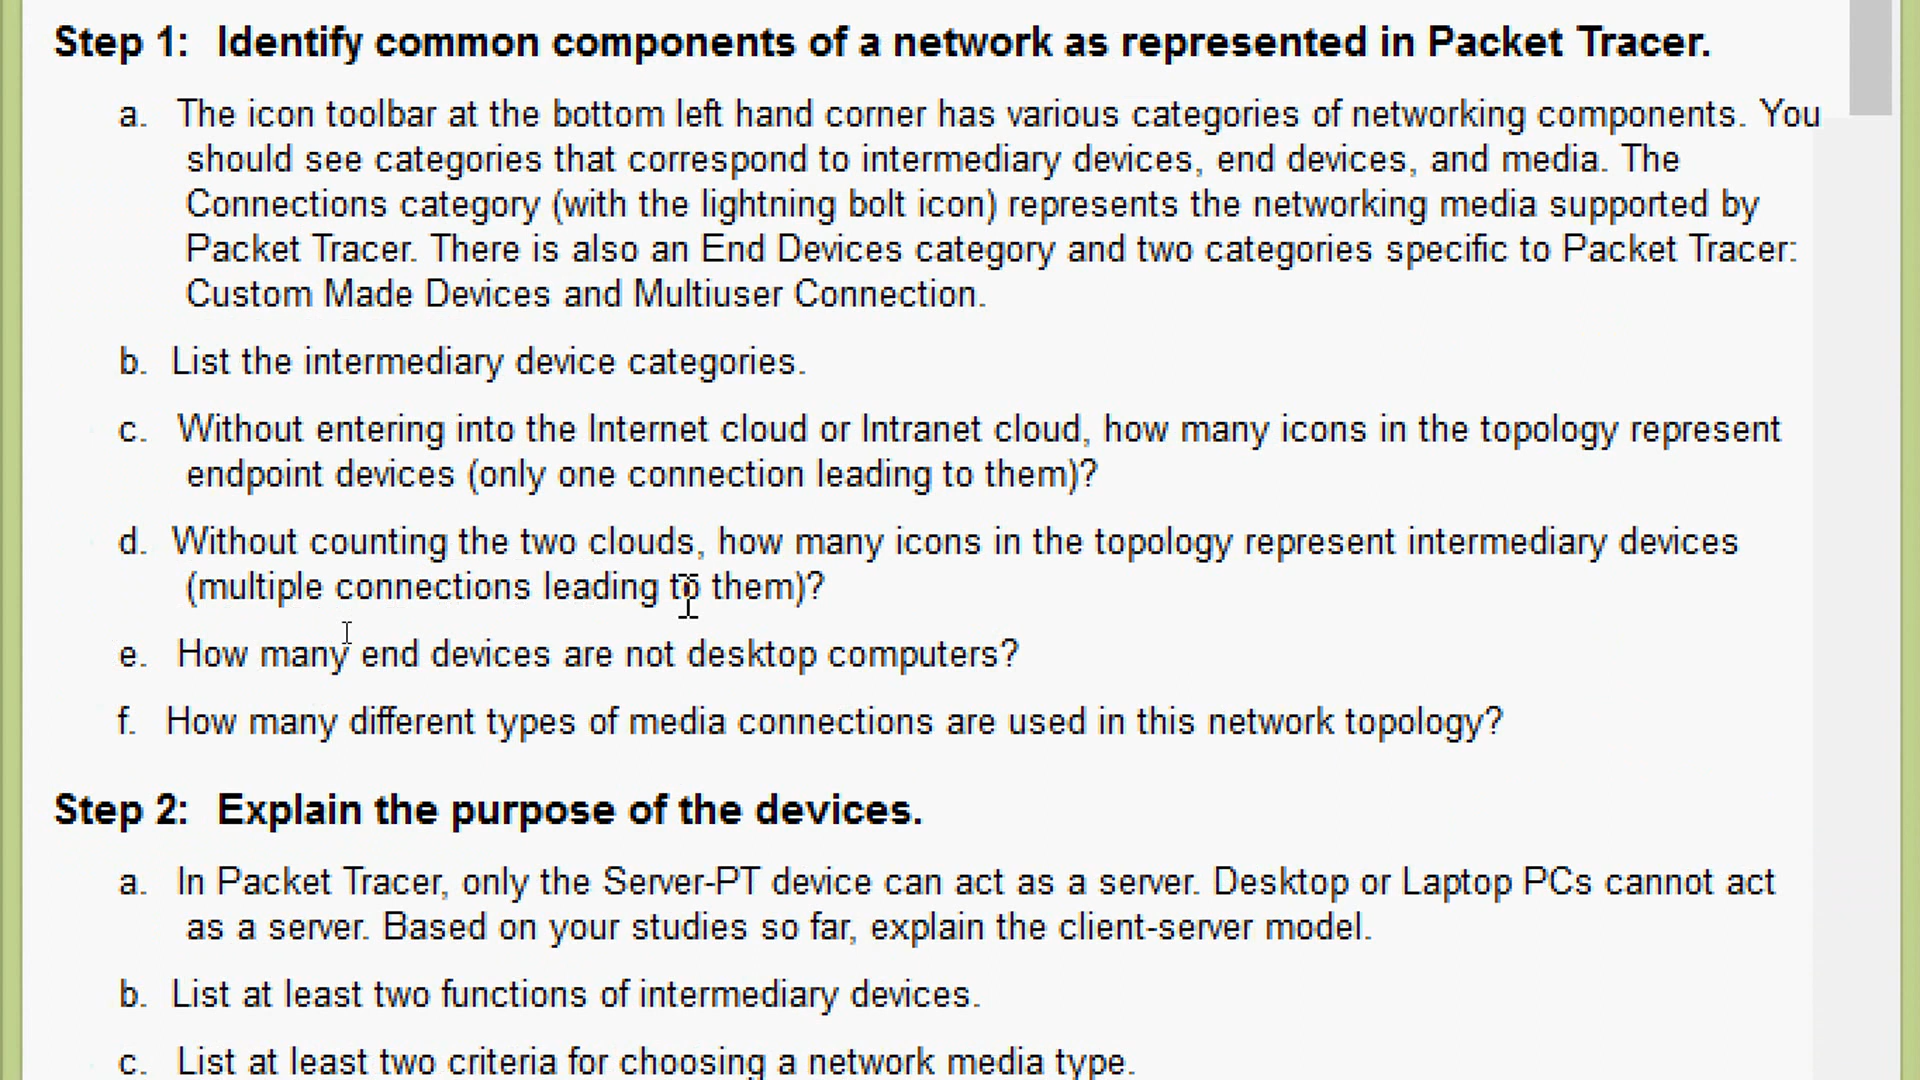 Step 1: Identify common components of a network as represented in Packet Tracer.
a. The icon toolbar at the bottom left hand corner has various categories of networking components. You
should see categories that correspond to intermediary devices, end devices, and media. The
Connections category (with the lightning bolt icon) represents the networking media supported by
Packet Tracer. There is also an End Devices category and two categories specific to Packet Tracer:
Custom Made Devices and Multiuser Connection.
b. List the intermediary device categories.
c. Without entering into the Internet cloud or Intranet cloud, how many icons in the topology represent
endpoint devices (only one connection leading to them)?
d. Without counting the two clouds, how many icons in the topology represent intermediary devices
(multiple connections leading to them)?
e. How many end devices are not desktop computers?
f. How many different types of media connections are used in this network topology?
Step 2: Explain the purpose of the devices.
a. In Packet Tracer, only the Server-PT device can act as a server. Desktop or Laptop PCs cannot act
as a server. Based on your studies so far, explain the client-server model.
b. List at least two functions of intermediary devices.
c. List at least two criteria for choosing a network media type.